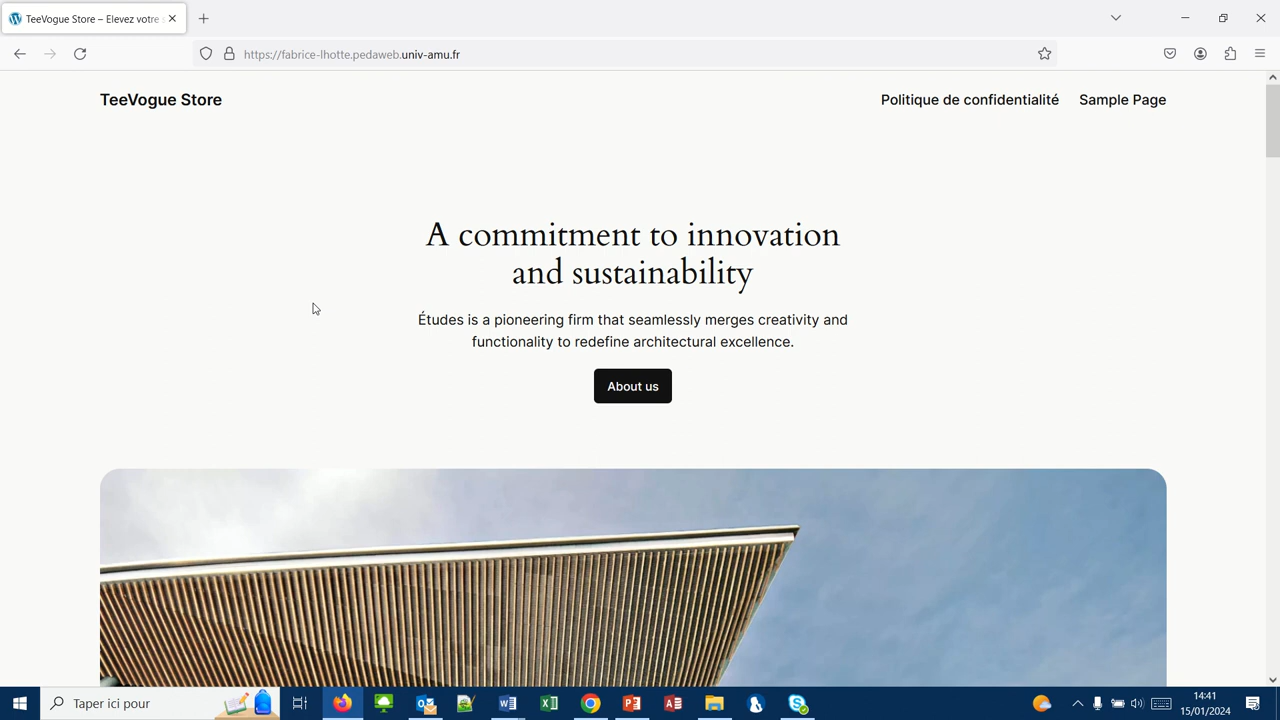 TeeVogue Store – Elevez votre s
https://fabrice-lhotte.pedaweb.univ-amu.fr
TeeVogue Store
Politique de confidentialité
Sample Page
A commitment to innovation
and sustainability
Études is a pioneering firm that seamlessly merges creativity and
functionality to redefine architectural excellence.
About us
Taper ici pour
14:41
15/01/2024